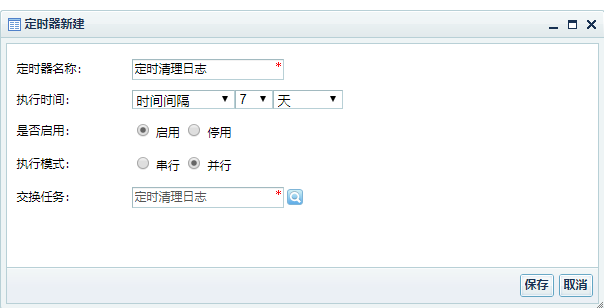 定时器新建
定时器名称: 定时清理日志 *
执行时间: 时间间隔 7 天
是否启用: 启用 停用
执行模式: 串行 并行
交换任务: 定时清理日志 *
保存 取消